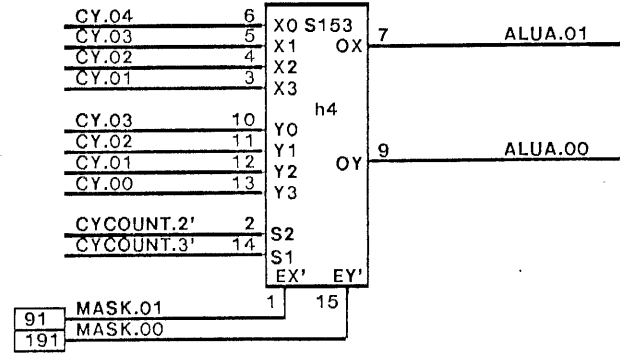 CY.04 6 X0 S153
CY.03 5 X1 OX 7 ALUA.01
CY.02 4 X2
CY.01 3 X3
h4
CY.03 10 Y0
CY.02 11 Y1
CY.01 12 Y2 OY 9 ALUA.00
CY.00 13 Y3
CYCOUNT.2' 2 S2
CYCOUNT.3' 14 S1
EX' EY'
1 15
91 MASK.01
191 MASK.00